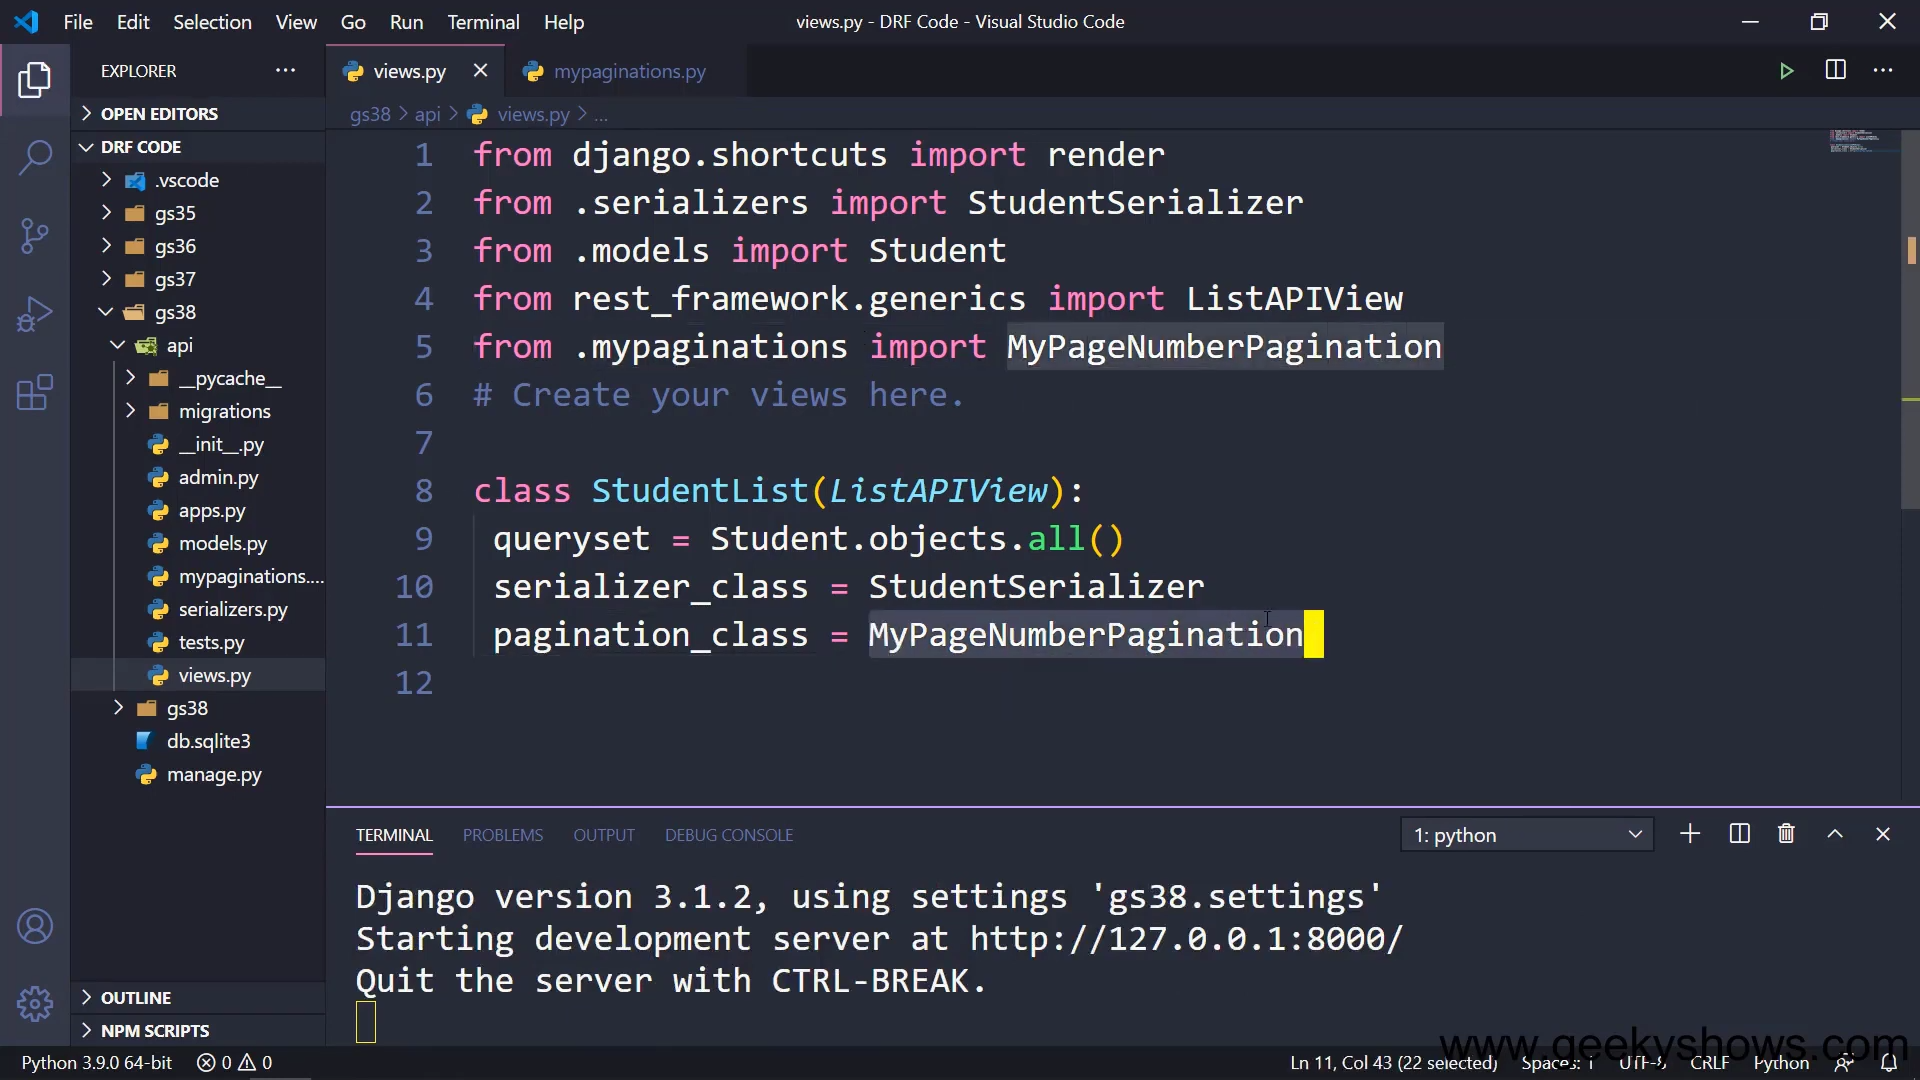 File Edit Selection View Go Run Terminal Help
views.py - DRF Code - Visual Studio Code
EXPLORER
views.py
mypaginations.py
OPEN EDITORS
gs38 > api > views.py > ...
DRF CODE
.vscode
gs35
gs36
gs37
gs38
api
__pycache__
migrations
__init__.py
admin.py
apps.py
models.py
mypaginations....
serializers.py
tests.py
views.py
gs38
db.sqlite3
manage.py
OUTLINE
NPM SCRIPTS
1 from django.shortcuts import render
2 from .serializers import StudentSerializer
3 from .models import Student
4 from rest_framework.generics import ListAPIView
5 from .mypaginations import MyPageNumberPagination
6 # Create your views here.
7
8 class StudentList(ListAPIView):
9 queryset = Student.objects.all()
10 serializer_class = StudentSerializer
11 pagination_class = MyPageNumberPagination
12
TERMINAL PROBLEMS OUTPUT DEBUG CONSOLE
1: python
Django version 3.1.2, using settings 'gs38.settings'
Starting development server at http://127.0.0.1:8000/
Quit the server with CTRL-BREAK.
www.geekyshows.com
Python 3.9.0 64-bit 0 0
Ln 11, Col 43 (22 selected) Spaces: 1 UTF-8 CRLF Python